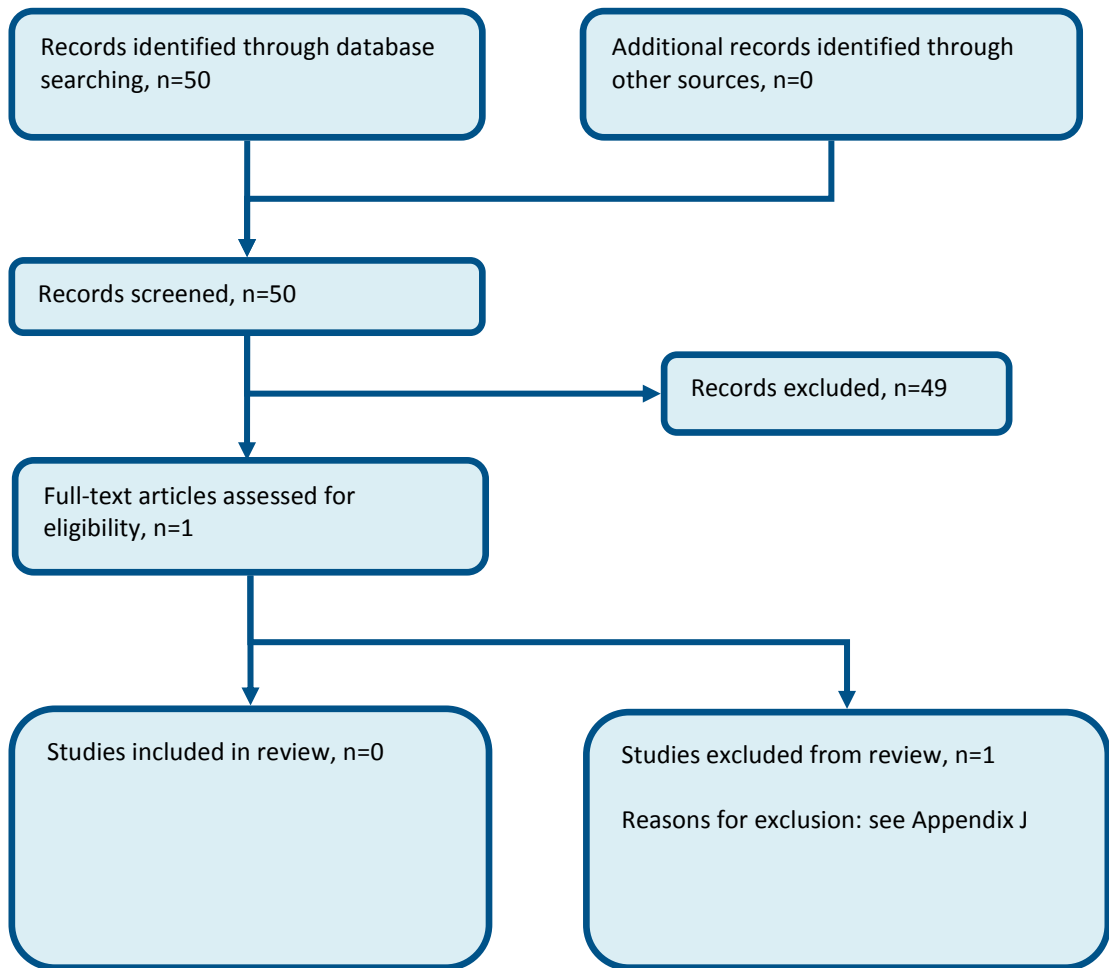 Records identified through database
searching, n=50
Additional records identified through
other sources, n=0
Records screened, n=50
Records excluded, n=49
Full-text articles assessed for
eligibility, n=1
Studies included in review, n=0
Studies excluded from review, n=1
Reasons for exclusion: see Appendix J